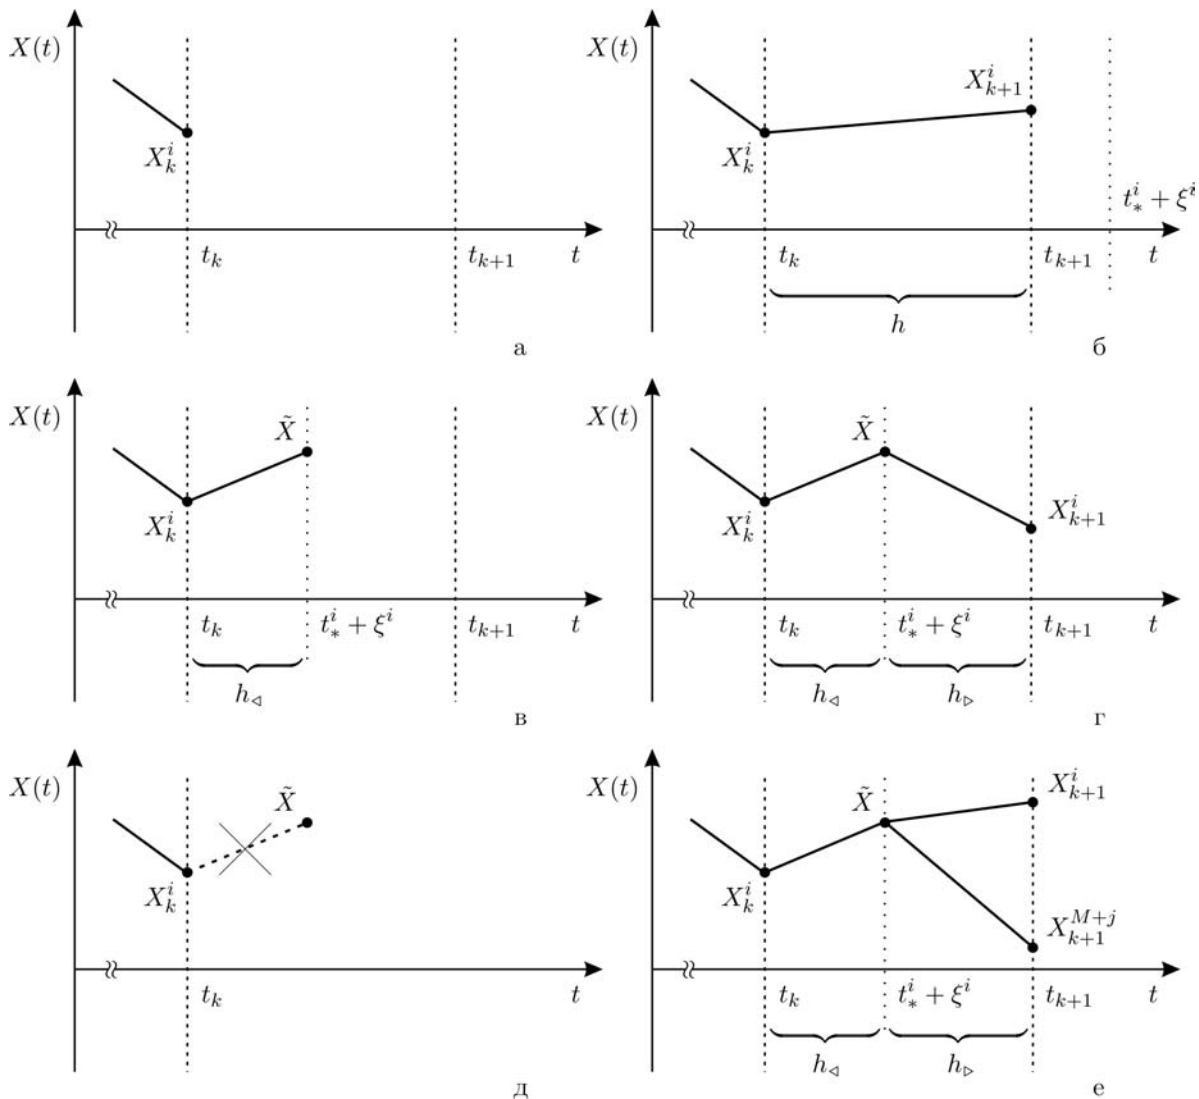 X(t)
X_k^i
t_k
t_{k+1}
t
а
X(t)
X_{k+1}^i
X_k^i
t_*^i + ξ^i
t_k
t_{k+1}
t
h
б
X(t)
X̃
X_k^i
t_k
t_*^i + ξ^i
t_{k+1}
t
h_◁
в
X(t)
X̃
X_k^i
X_{k+1}^i
t_k
t_*^i + ξ^i
t_{k+1}
t
h_◁
h_▷
г
X(t)
X̃
X_k^i
t_k
t
д
X(t)
X̃
X_{k+1}^i
X_k^i
X_{k+1}^{M+j}
t_k
t_*^i + ξ^i
t_{k+1}
t
h_◁
h_▷
е